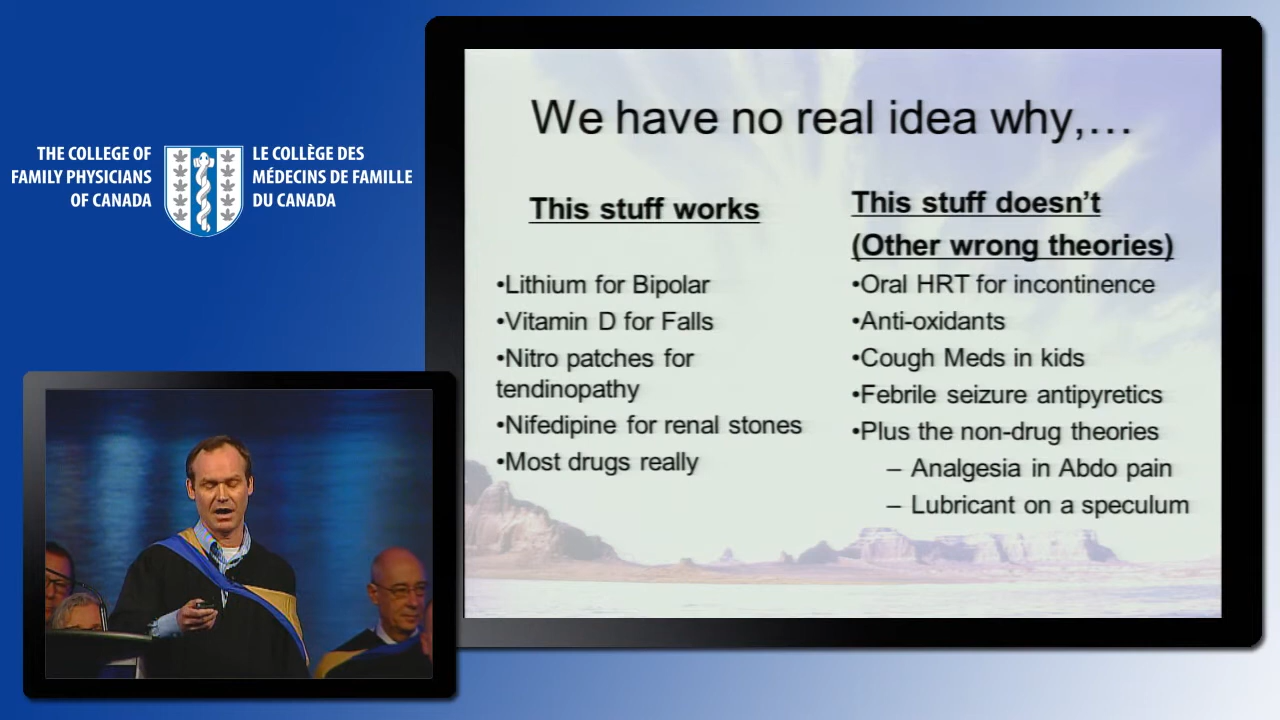 THE COLLEGE OF
FAMILY PHYSICIANS
OF CANADA
LE COLLÈGE DES
MÉDECINS DE FAMILLE
DU CANADA
We have no real idea why,…
This stuff works
•Lithium for Bipolar
•Vitamin D for Falls
•Nitro patches for
tendinopathy
•Nifedipine for renal stones
•Most drugs really
This stuff doesn’t
(Other wrong theories)
•Oral HRT for incontinence
•Anti-oxidants
•Cough Meds in kids
•Febrile seizure antipyretics
•Plus the non-drug theories
– Analgesia in Abdo pain
– Lubricant on a speculum